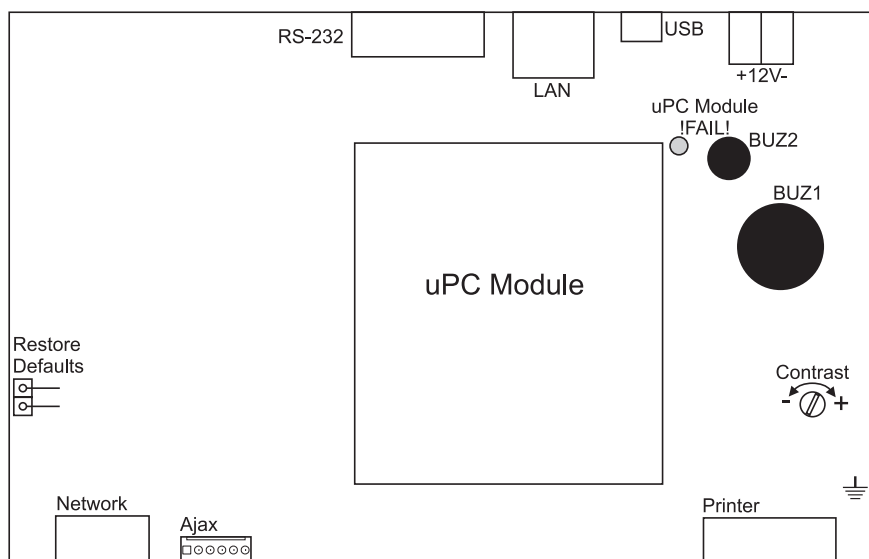 RS-232
LAN
USB
+12V-
uPC Module
!FAIL!
BUZ2
BUZ1
uPC Module
Restore
Defaults
Contrast
- +
Network
Ajax
Printer